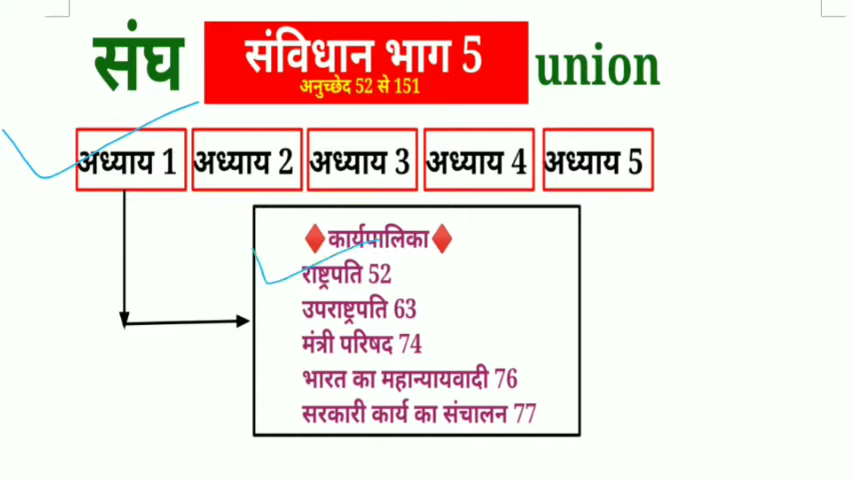 संघ संविधान भाग 5 union
अनुच्छेद 52 से 151
अध्याय 1 अध्याय 2 अध्याय 3 अध्याय 4 अध्याय 5
♦️कार्यपालिका♦️
राष्ट्रपति 52
उपराष्ट्रपति 63
मंत्री परिषद 74
भारत का महान्यायवादी 76
सरकारी कार्य का संचालन 77